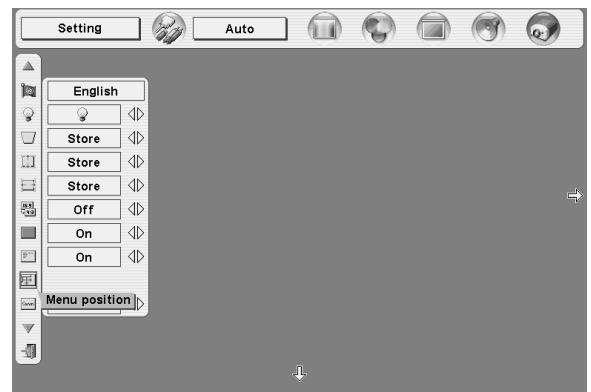 Setting
Auto
English
Store
Store
Store
Off
On
On
Menu position